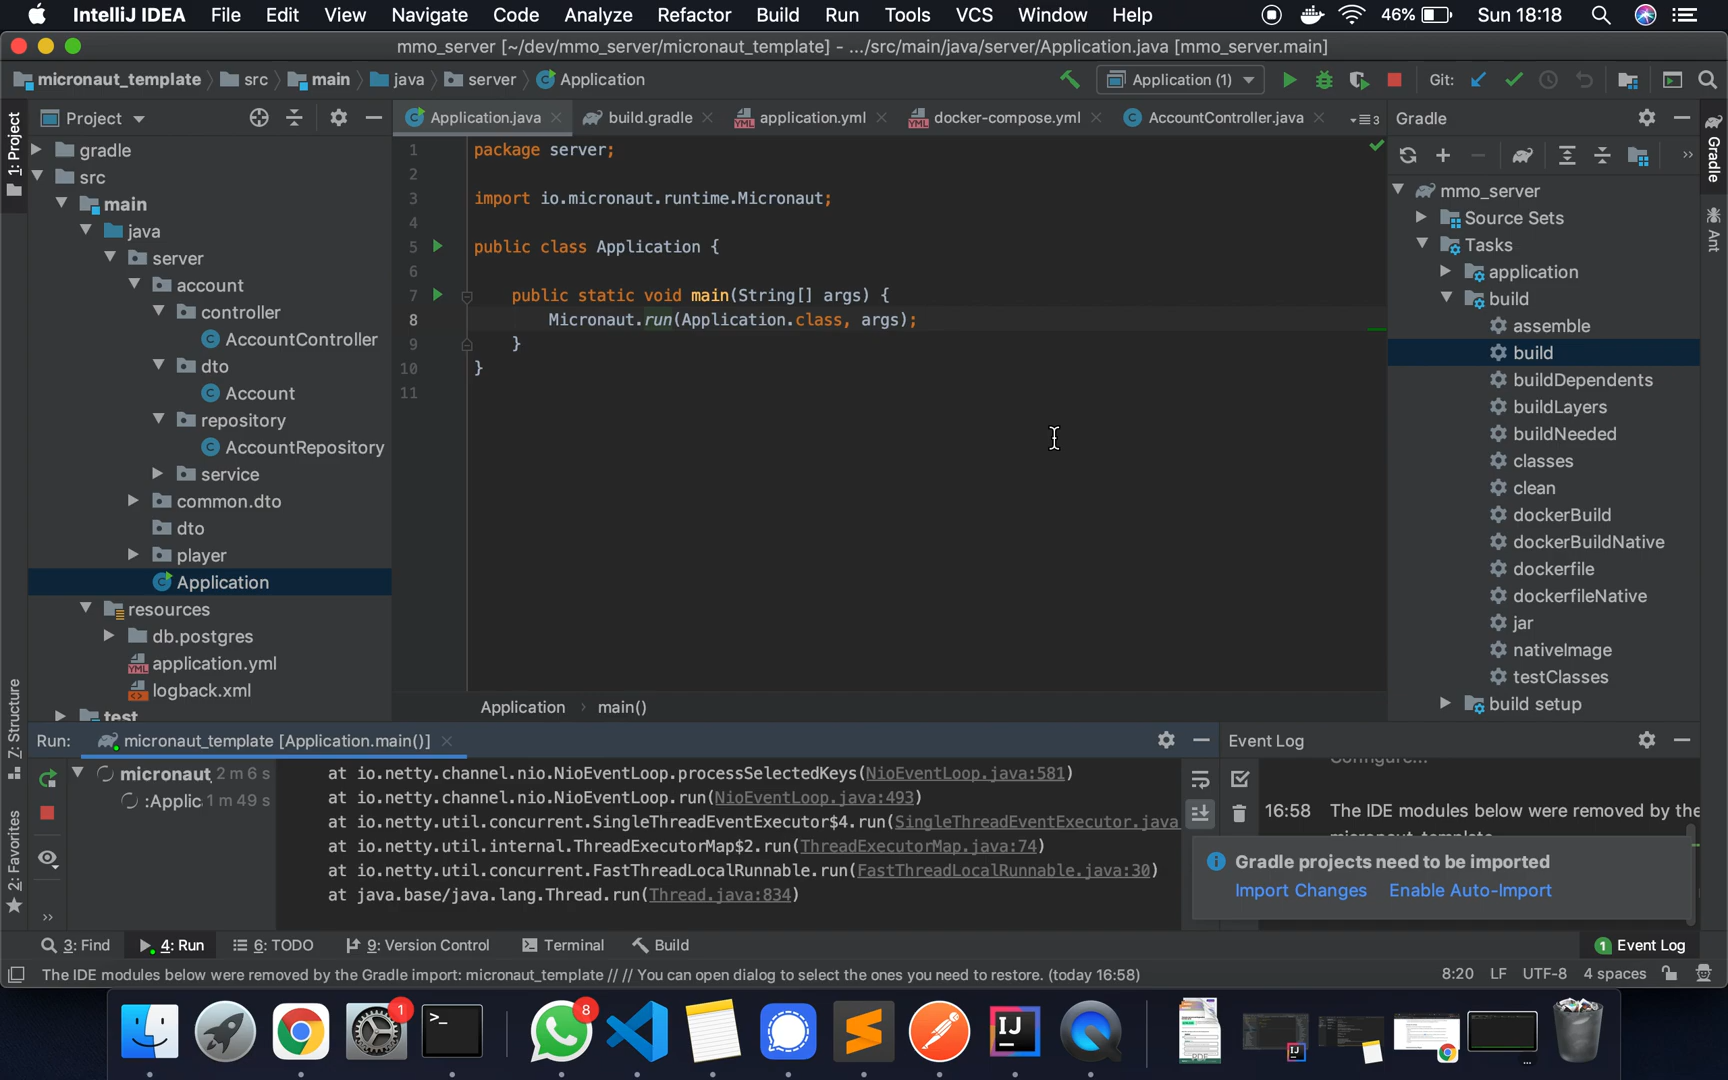 IntelliJ IDEA File Edit View Navigate Code Analyze Refactor Build Run Tools VCS Window Help 46% Sun 18:18
mmo_server [~/dev/mmo_server/micronaut_template] - .../src/main/java/server/Application.java [mmo_server.main]
micronaut_template src main java server Application Application (1) Git:
1: Project
Project
gradle
src
main
java
server
account
controller
AccountController
dto
Account
repository
AccountRepository
service
common.dto
dto
player
Application
resources
db.postgres
application.yml
logback.xml
test
Z: Structure
2: Favorites
Application.java build.gradle application.yml docker-compose.yml AccountController.java 3
1 package server;
2
3 import io.micronaut.runtime.Micronaut;
4
5 public class Application {
6
7 public static void main(String[] args) {
8 Micronaut.run(Application.class, args);
9 }
10 }
11
Application main()
Gradle
mmo_server
Source Sets
Tasks
application
build
assemble
build
buildDependents
buildLayers
buildNeeded
classes
clean
dockerBuild
dockerBuildNative
dockerfile
dockerfileNative
jar
nativeImage
testClasses
build setup
Gradle
Ant
Run: micronaut_template [Application.main()]
micronaut 2 m 6 s
:Applic 1 m 49 s
at io.netty.channel.nio.NioEventLoop.processSelectedKeys(NioEventLoop.java:581)
at io.netty.channel.nio.NioEventLoop.run(NioEventLoop.java:493)
at io.netty.util.concurrent.SingleThreadEventExecutor$4.run(SingleThreadEventExecutor.java
at io.netty.util.internal.ThreadExecutorMap$2.run(ThreadExecutorMap.java:74)
at io.netty.util.concurrent.FastThreadLocalRunnable.run(FastThreadLocalRunnable.java:30)
at java.base/java.lang.Thread.run(Thread.java:834)
Event Log
Configure...
16:58 The IDE modules below were removed by the
micronaut_template
Gradle projects need to be imported
Import Changes Enable Auto-Import
3: Find 4: Run 6: TODO 9: Version Control Terminal Build 1 Event Log
The IDE modules below were removed by the Gradle import: micronaut_template // // You can open dialog to select the ones you need to restore. (today 16:58) 8:20 LF UTF-8 4 spaces
1
>_
8
IJ
PDF